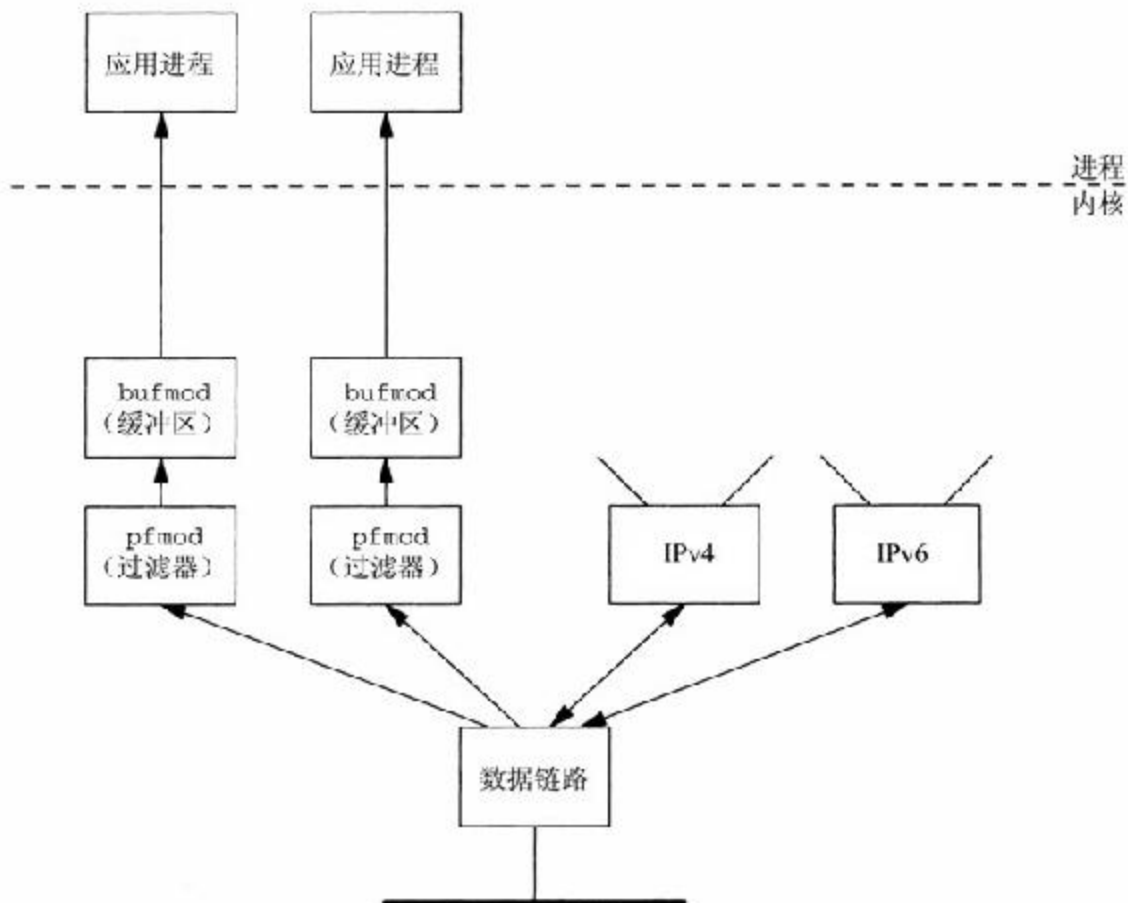 应用进程
应用进程
进程
内核
bufmod
(缓冲区)
bufmod
(缓冲区)
pfmod
(过滤器)
pfmod
(过滤器)
IPv4
IPv6
数据链路